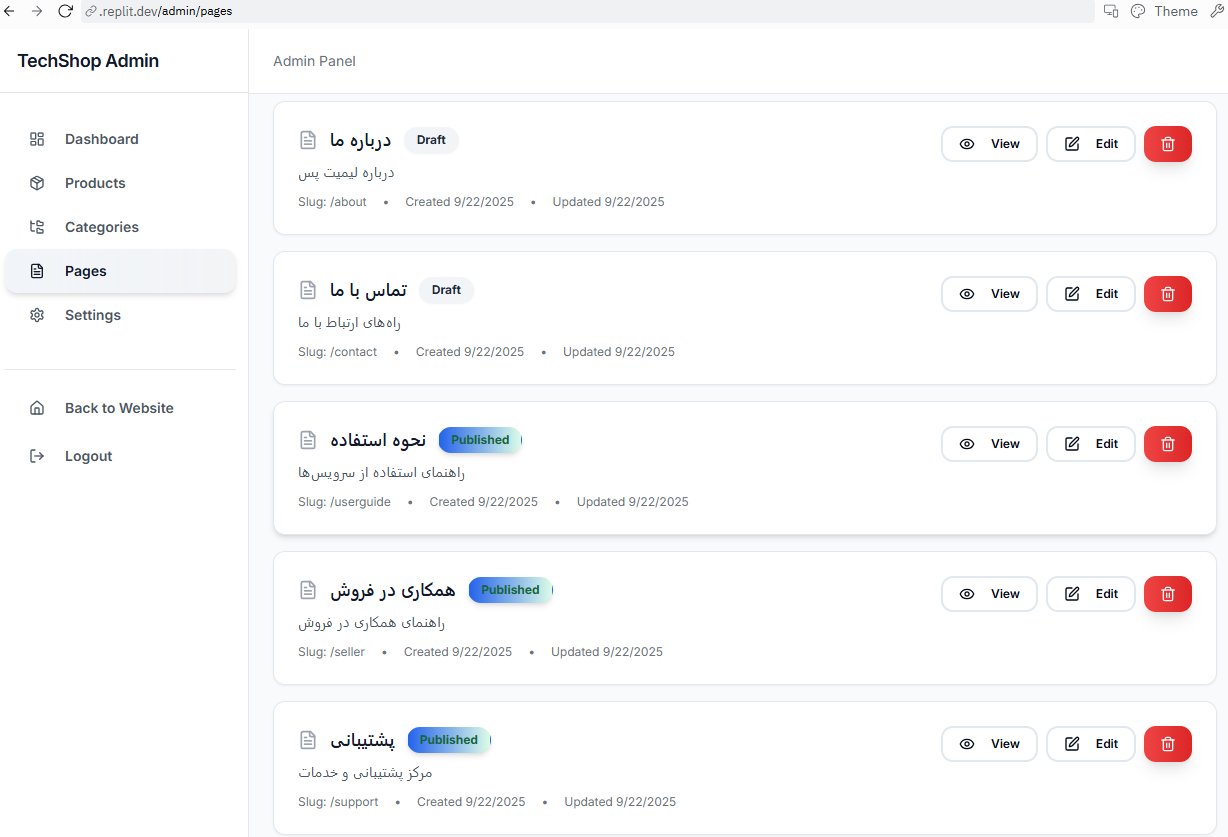 .replit.dev/admin/pages
Theme
TechShop Admin
Admin Panel
Dashboard
Products
Categories
Pages
Settings
Back to Website
Logout
درباره ما Draft
View Edit
درباره لیمیت پس
Slug: /about • Created 9/22/2025 • Updated 9/22/2025
تماس با ما Draft
View Edit
راه‌های ارتباط با ما
Slug: /contact • Created 9/22/2025 • Updated 9/22/2025
نحوه استفاده Published
View Edit
راهنمای استفاده از سرویس‌ها
Slug: /userguide • Created 9/22/2025 • Updated 9/22/2025
همکاری در فروش Published
View Edit
راهنمای همکاری در فروش
Slug: /seller • Created 9/22/2025 • Updated 9/22/2025
پشتیبانی Published
View Edit
مرکز پشتیبانی و خدمات
Slug: /support • Created 9/22/2025 • Updated 9/22/2025